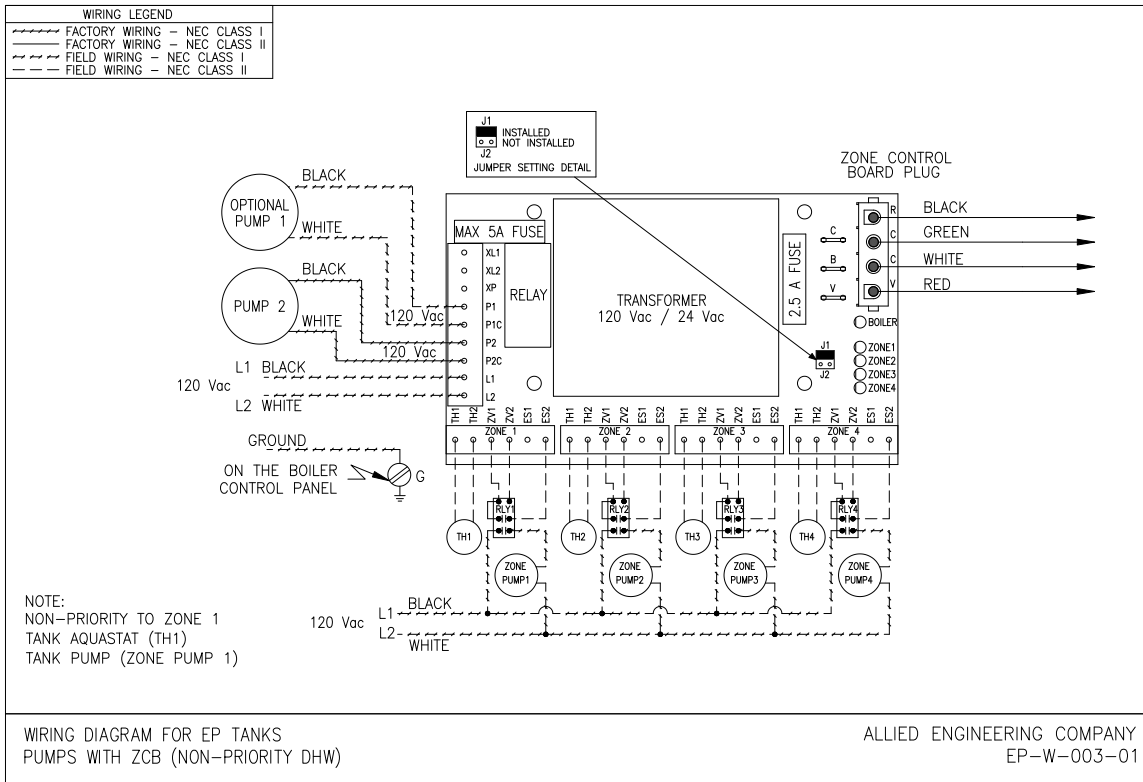 WIRING LEGEND
FACTORY WIRING – NEC CLASS I
FACTORY WIRING – NEC CLASS II
FIELD WIRING – NEC CLASS I
FIELD WIRING – NEC CLASS II
J1
INSTALLED
NOT INSTALLED
J2
JUMPER SETTING DETAIL
ZONE CONTROL
BOARD PLUG
OPTIONAL
PUMP 1
BLACK
WHITE
PUMP 2
BLACK
WHITE
120 Vac
120 Vac
L1 BLACK
120 Vac
L2 WHITE
GROUND
ON THE BOILER
CONTROL PANEL
G
MAX 5A FUSE
XL1
XL2
XP
P1
P1C
P2
P2C
L1
L2
RELAY
TRANSFORMER
120 Vac / 24 Vac
2.5 A FUSE
C
B
V
R
C
C
V
BLACK
GREEN
WHITE
RED
BOILER
ZONE1
ZONE2
ZONE3
ZONE4
J1
J2
TH1 TH2 ZV1 ZV2 ES1 ES2
TH1 TH2 ZV1 ZV2 ES1 ES2
TH1 TH2 ZV1 ZV2 ES1 ES2
TH1 TH2 ZV1 ZV2 ES1 ES2
ZONE 1
ZONE 2
ZONE 3
ZONE 4
RLY1
RLY2
RLY3
RLY4
TH1
TH2
TH3
TH4
ZONE
PUMP1
ZONE
PUMP2
ZONE
PUMP3
ZONE
PUMP4
120 Vac
L1
BLACK
L2
WHITE
NOTE:
NON–PRIORITY TO ZONE 1
TANK AQUASTAT (TH1)
TANK PUMP (ZONE PUMP 1)
WIRING DIAGRAM FOR EP TANKS
PUMPS WITH ZCB (NON–PRIORITY DHW)
ALLIED ENGINEERING COMPANY
EP–W–003–01